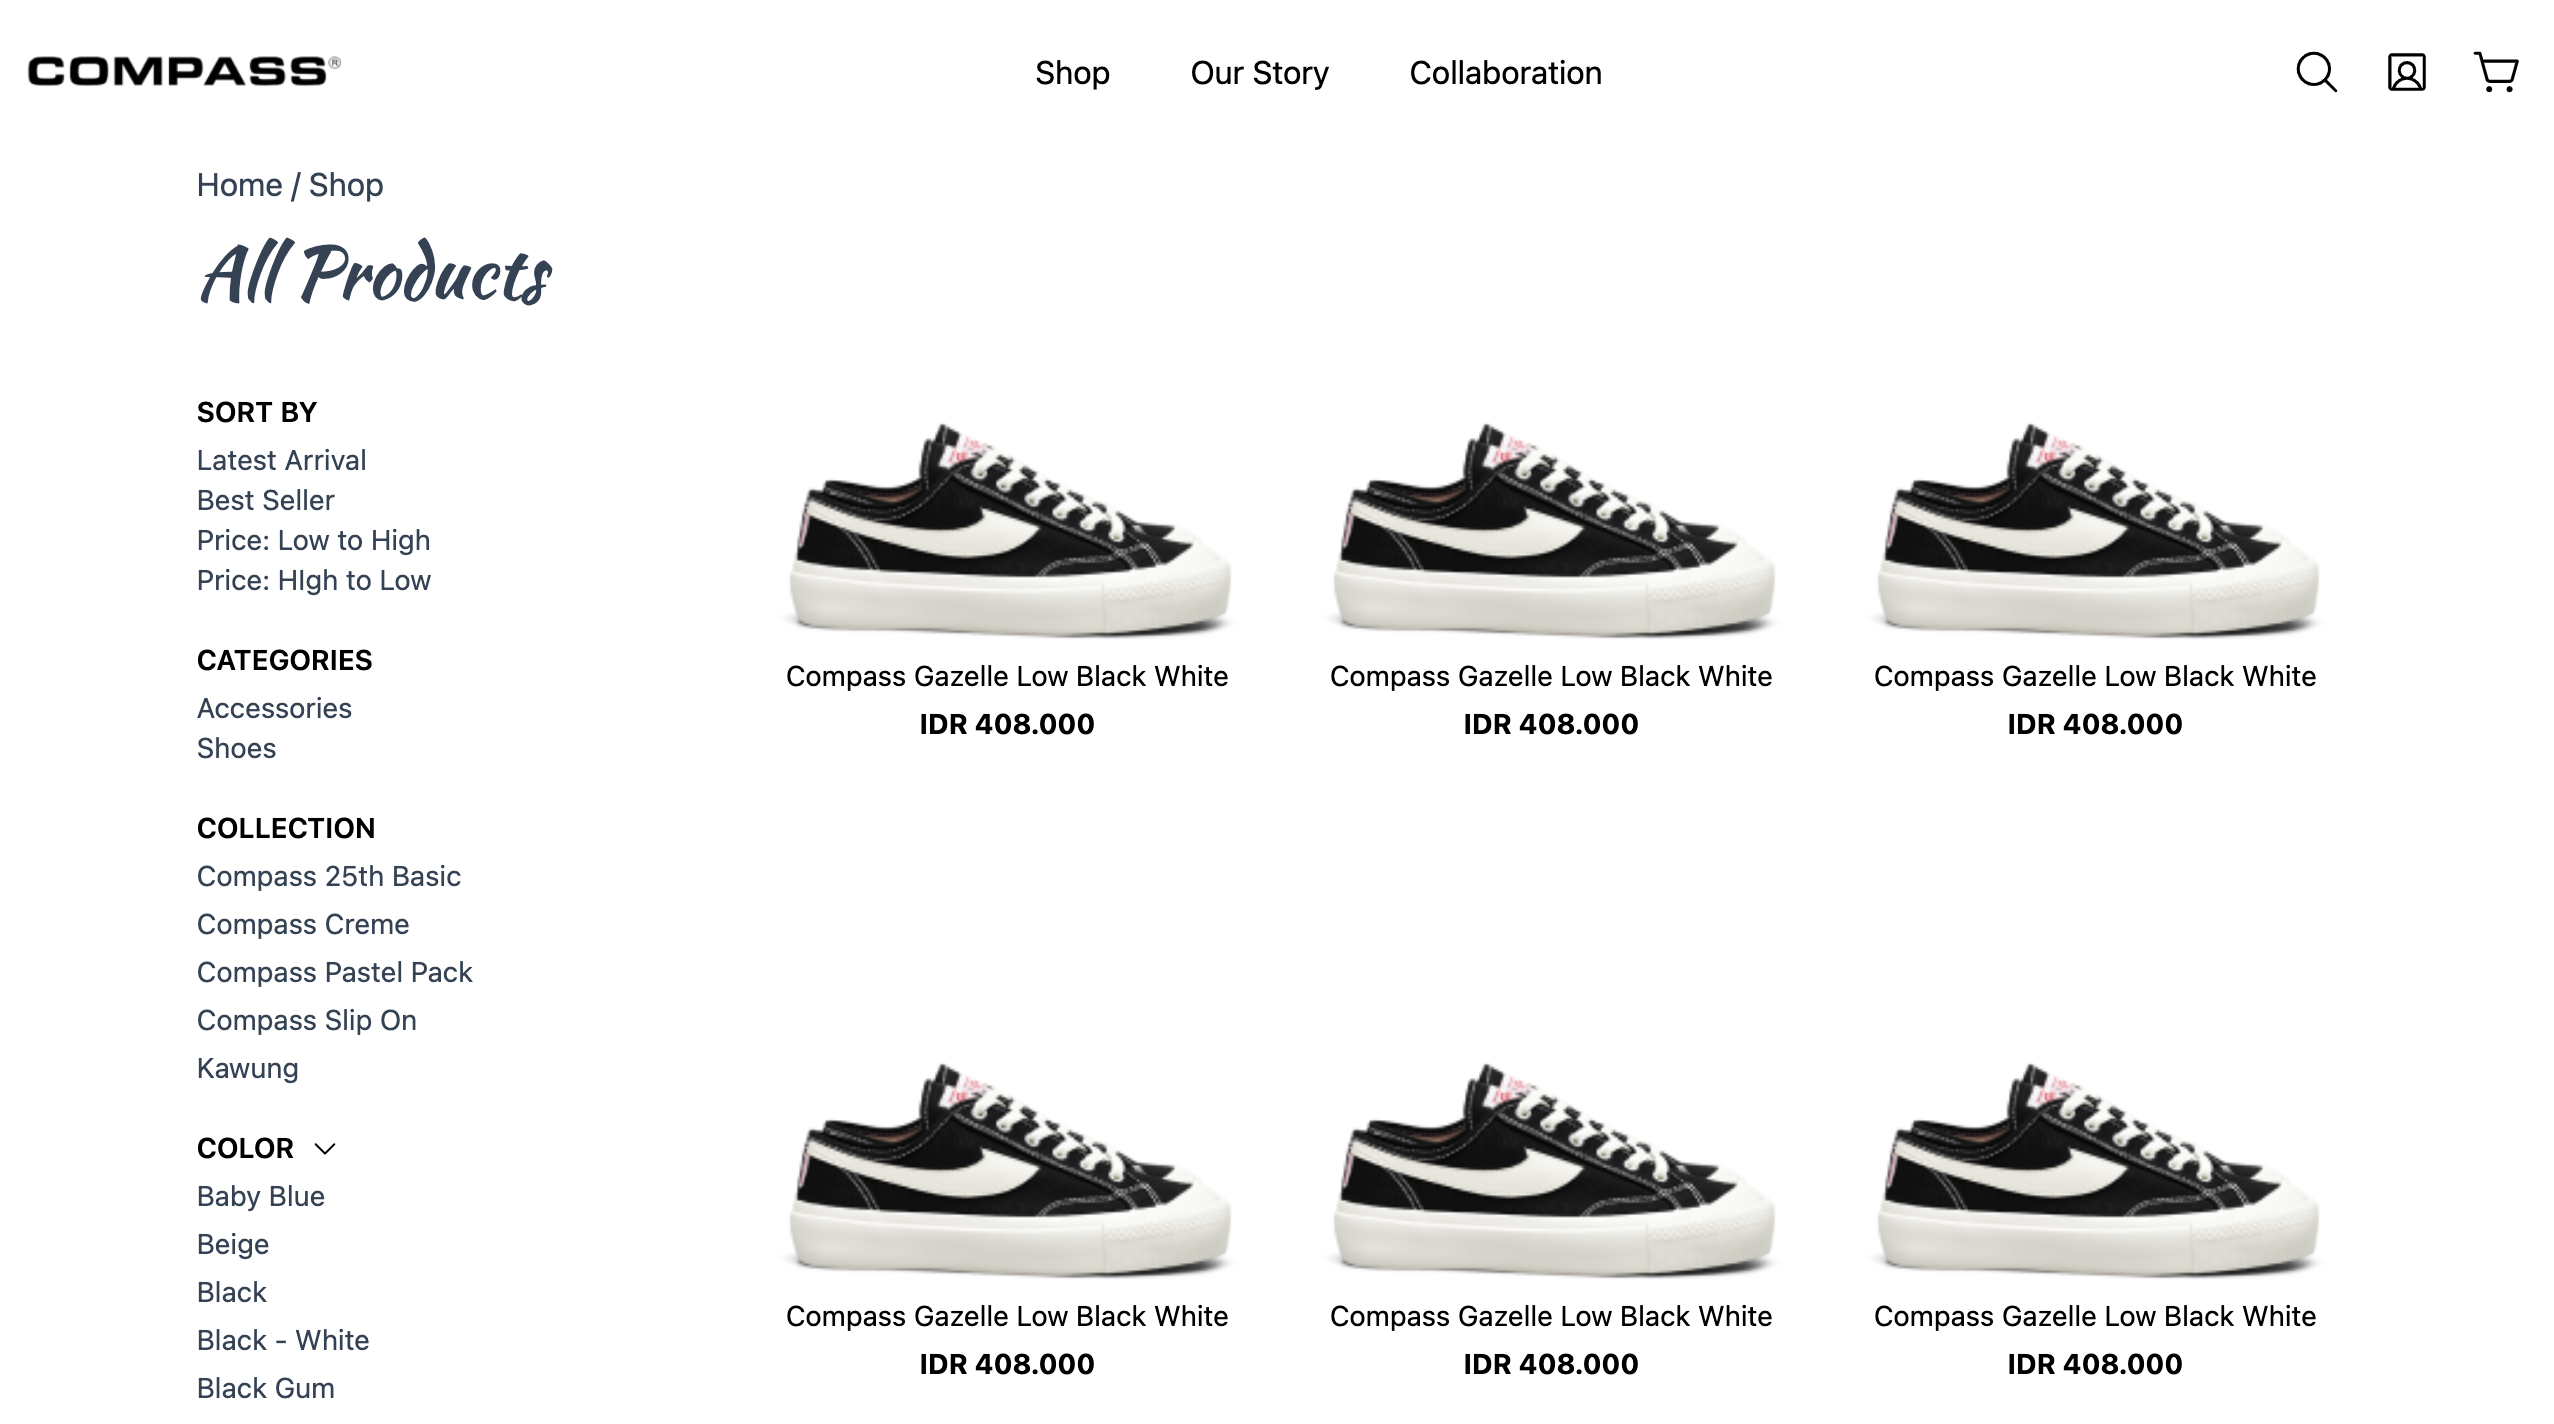 COMPASS®
Shop
Our Story
Collaboration
Home / Shop
All Products
SORT BY
Latest Arrival
Best Seller
Price: Low to High
Price: HIgh to Low
CATEGORIES
Accessories
Shoes
COLLECTION
Compass 25th Basic
Compass Creme
Compass Pastel Pack
Compass Slip On
Kawung
COLOR
Baby Blue
Beige
Black
Black - White
Black Gum
Compass Gazelle Low Black White
IDR 408.000
Compass Gazelle Low Black White
IDR 408.000
Compass Gazelle Low Black White
IDR 408.000
Compass Gazelle Low Black White
IDR 408.000
Compass Gazelle Low Black White
IDR 408.000
Compass Gazelle Low Black White
IDR 408.000